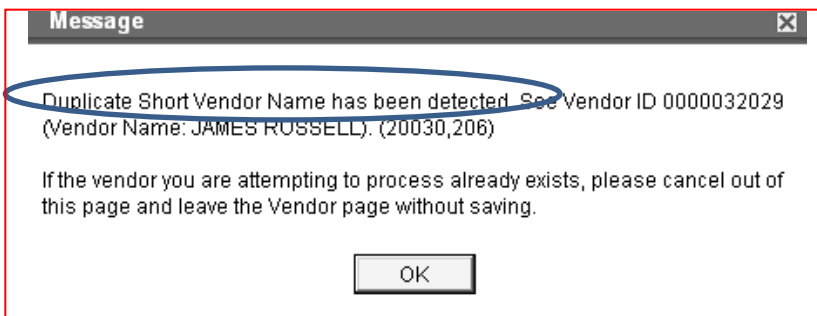 Message
Duplicate Short Vendor Name has been detected. See Vendor ID 0000032029
(Vendor Name: JAMES RUSSELL). (20030,206)
If the vendor you are attempting to process already exists, please cancel out of
this page and leave the Vendor page without saving.
OK